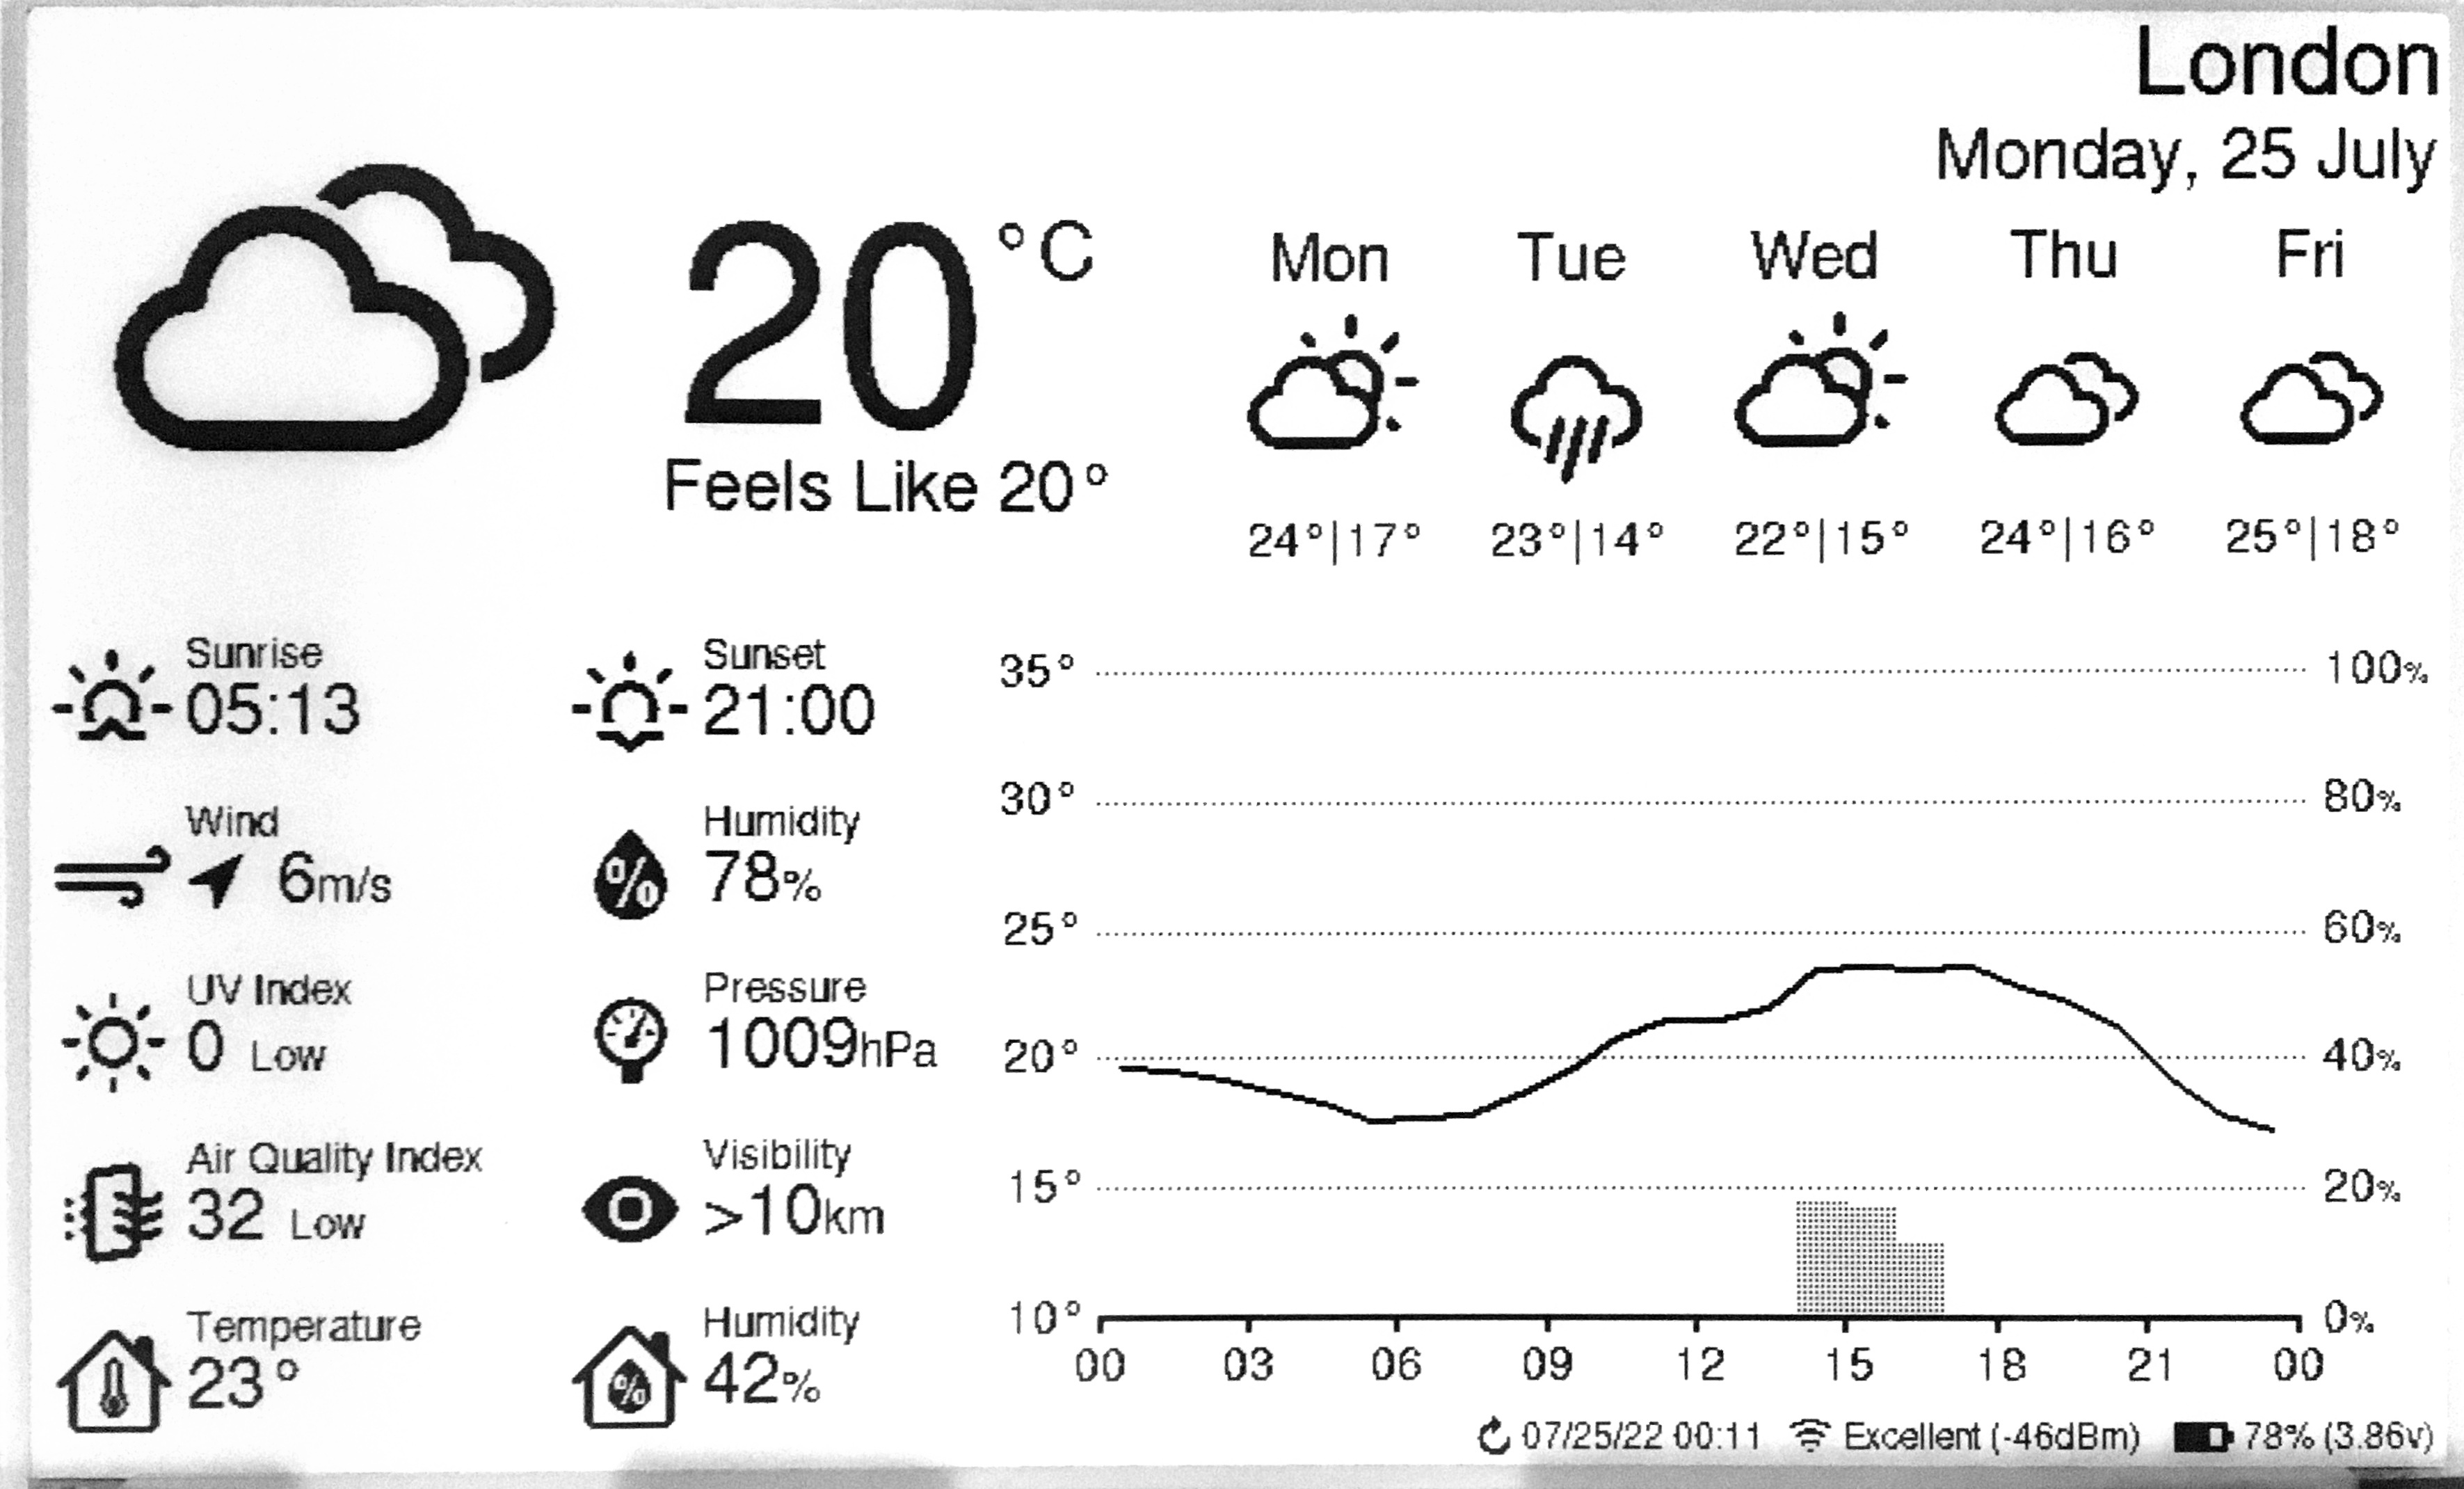 London
Monday, 25 July
20 °C
Feels Like 20°
Mon Tue Wed Thu Fri
24°|17° 23°|14° 22°|15° 24°|16° 25°|18°
Sunrise
05:13
Sunset
21:00
Wind
6m/s
Humidity
78%
UV Index
0 Low
Pressure
1009hPa
Air Quality Index
32 Low
Visibility
>10km
Temperature
23°
Humidity
42%
35° 100%
30° 80%
25° 60%
20° 40%
15° 20%
10° 0%
00 03 06 09 12 15 18 21 00
07/25/22 00:11 Excellent (-46dBm) 78% (3.86v)